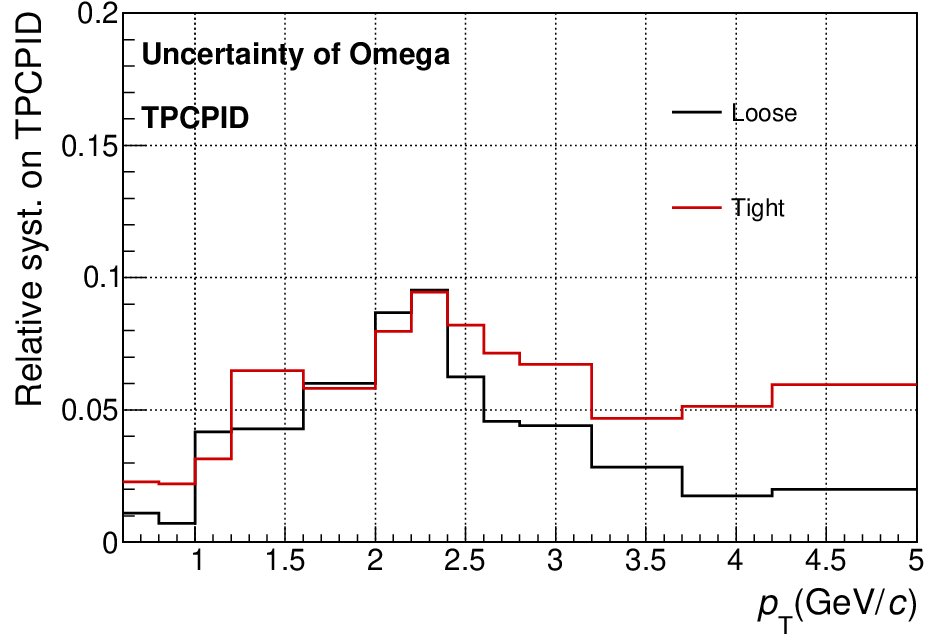 Relative syst. on TPCPID
0.2
0.15
0.1
0.05
0
Uncertainty of Omega
TPCPID
Loose
Tight
1 1.5 2 2.5 3 3.5 4 4.5 5
p_T(GeV/c)